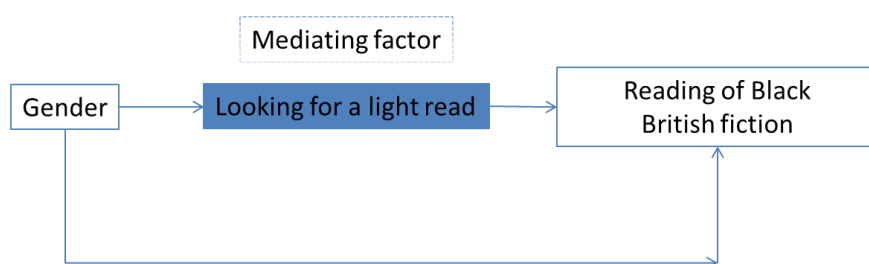 Mediating factor
Gender
Looking for a light read
Reading of Black
British fiction